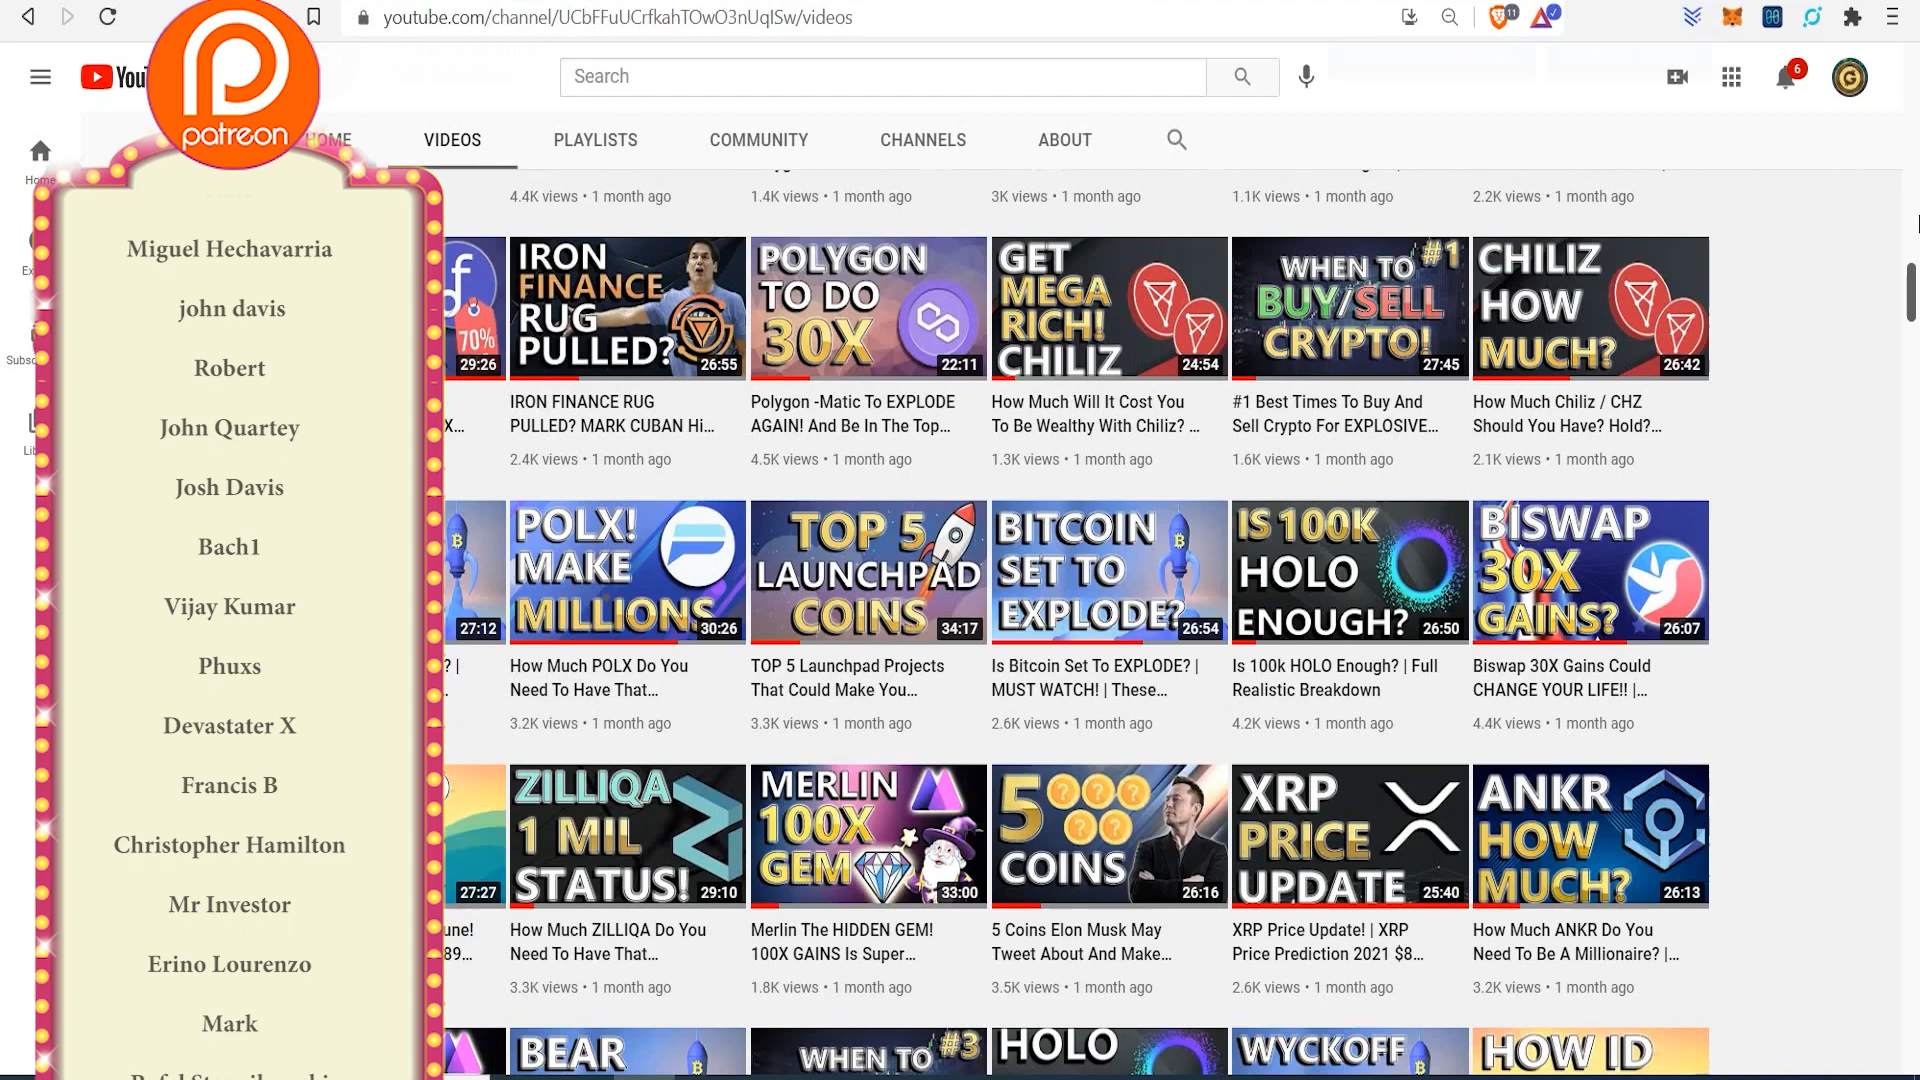 youtube.com/channel/UCbFFuUCrfkahTOwO3nUqISw/videos
11
You
Search
6
patreon
HOME
VIDEOS
PLAYLISTS
COMMUNITY
CHANNELS
ABOUT
Home
4.4K views • 1 month ago
1.4K views • 1 month ago
3K views • 1 month ago
1.1K views • 1 month ago
2.2K views • 1 month ago
Miguel Hechavarria
john davis
Robert
John Quartey
Josh Davis
Bach1
Vijay Kumar
Phuxs
Devastater X
Francis B
Christopher Hamilton
Mr Investor
Erino Lourenzo
Mark
70%
29:26
X...
IRON
FINANCE
RUG
PULLED?
26:55
IRON FINANCE RUG
PULLED? MARK CUBAN Hi...
2.4K views • 1 month ago
POLYGON
TO DO
30X
22:11
Polygon -Matic To EXPLODE
AGAIN! And Be In The Top...
4.5K views • 1 month ago
GET
MEGA
RICH!
CHILIZ
24:54
How Much Will It Cost You
To Be Wealthy With Chiliz? ...
1.3K views • 1 month ago
#1
WHEN TO
BUY/SELL
CRYPTO!
27:45
#1 Best Times To Buy And
Sell Crypto For EXPLOSIVE...
1.6K views • 1 month ago
CHILIZ
HOW
MUCH?
26:42
How Much Chiliz / CHZ
Should You Have? Hold?...
2.1K views • 1 month ago
27:12
? |
POLX!
MAKE
MILLIONS
30:26
How Much POLX Do You
Need To Have That...
3.2K views • 1 month ago
TOP 5
LAUNCHPAD
COINS
34:17
TOP 5 Launchpad Projects
That Could Make You...
3.3K views • 1 month ago
BITCOIN
SET TO
EXPLODE?
26:54
Is Bitcoin Set To EXPLODE? |
MUST WATCH! | These...
2.6K views • 1 month ago
IS 100K
HOLO
ENOUGH?
26:50
Is 100k HOLO Enough? | Full
Realistic Breakdown
4.2K views • 1 month ago
BISWAP
30X
GAINS?
26:07
Biswap 30X Gains Could
CHANGE YOUR LIFE!! |...
4.4K views • 1 month ago
27:27
une!
89...
ZILLIQA
1 MIL
STATUS!
29:10
How Much ZILLIQA Do You
Need To Have That...
3.3K views • 1 month ago
MERLIN
100X
GEM
33:00
Merlin The HIDDEN GEM!
100X GAINS Is Super...
1.8K views • 1 month ago
5
COINS
26:16
5 Coins Elon Musk May
Tweet About And Make...
3.5K views • 1 month ago
XRP
PRICE
UPDATE
25:40
XRP Price Update! | XRP
Price Prediction 2021 $8...
2.6K views • 1 month ago
ANKR
HOW
MUCH?
26:13
How Much ANKR Do You
Need To Be A Millionaire? |...
3.2K views • 1 month ago
BEAR
WHEN TO #3
HOLO
WYCKOFF
HOW ID